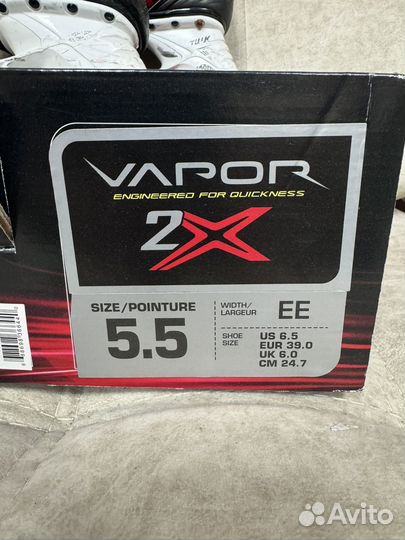 VAPOR
ENGINEERED FOR QUICKNESS
2X
SIZE/POINTURE
5.5
WIDTH/
LARGEUR
EE
SHOE
SIZE
US 6.5
EUR 39.0
UK 6.0
CM 24.7
Avito